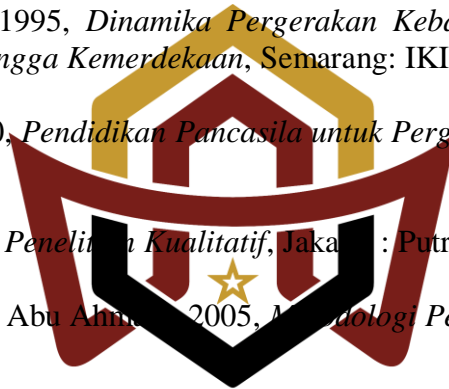 1995, Dinamika Pergerakan Keba
ngga Kemerdekaan, Semarang: IKI
), Pendidikan Pancasila untuk Perg
Penelitian Kualitatif, Jaka : Putr
Abu Ahm 2005, M dologi Pe